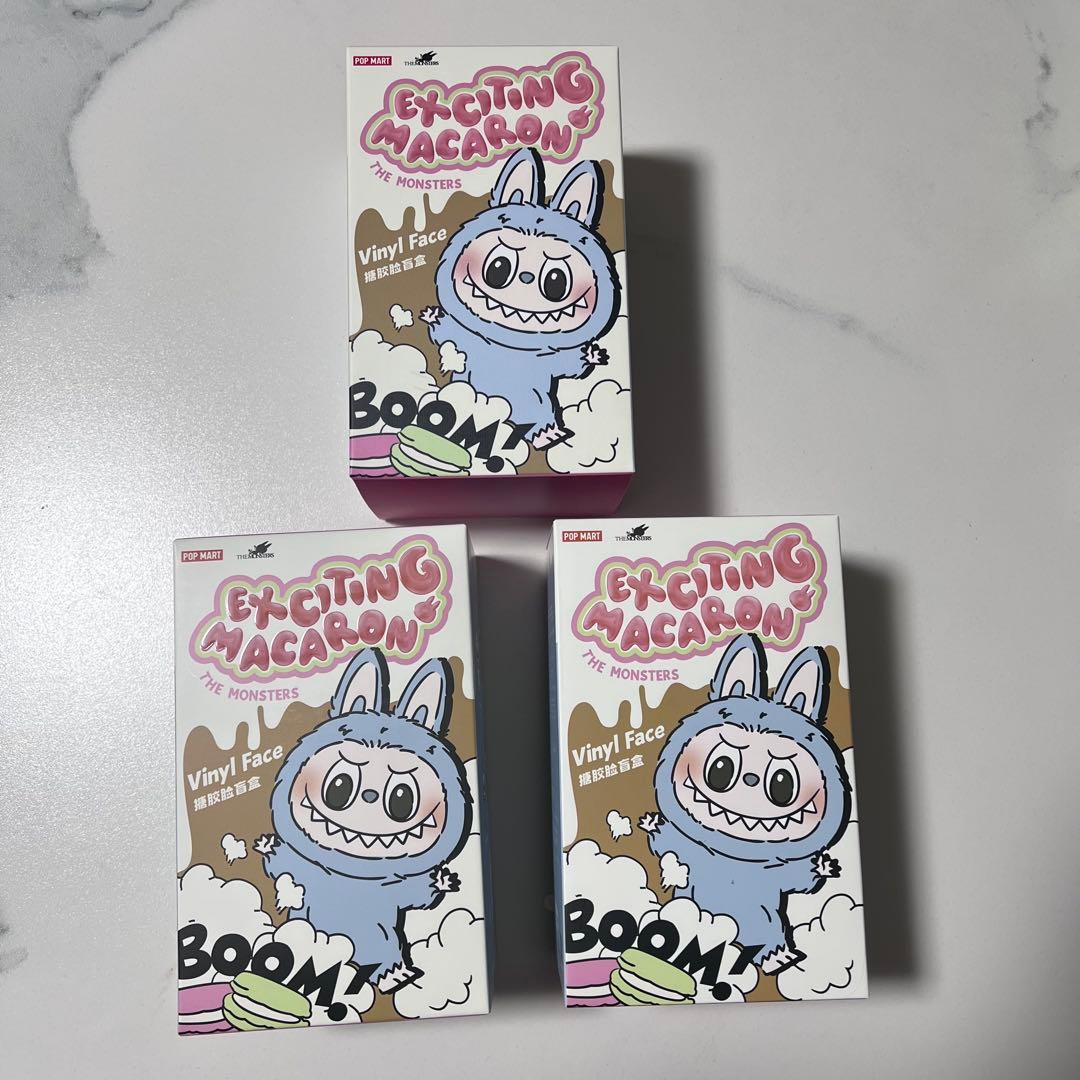 POP MART
THE MONSTERS
EXCITING
MACARON
THE MONSTERS
Vinyl Face
搪胶脸盲盒
BOOM!
POP MART
THE MONSTERS
EXCITING
MACARON
THE MONSTERS
Vinyl Face
搪胶脸盲盒
BOOM!
POP MART
THE MONSTERS
EXCITING
MACARON
THE MONSTERS
Vinyl Face
搪胶脸盲盒
BOOM!